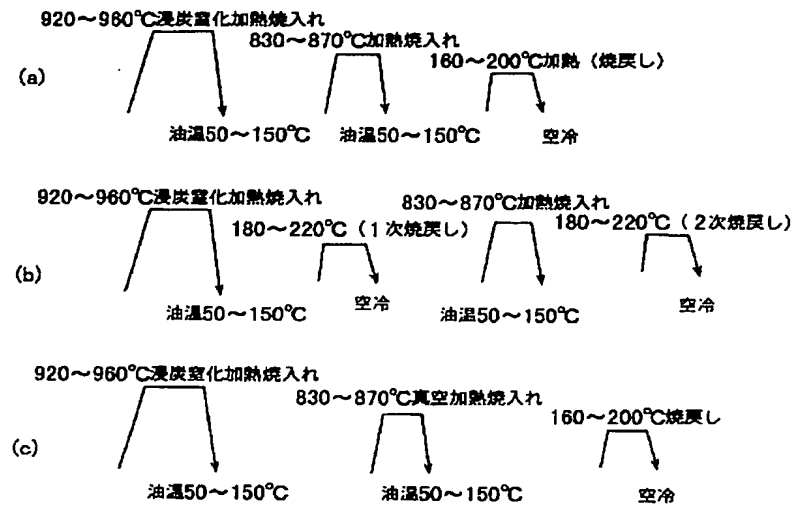 920～960℃浸炭窒化加熱焼入れ
830～870℃加熱焼入れ
160～200℃加熱（焼戻し）
(a)
油温50～150℃
油温50～150℃
空冷
920～960℃浸炭窒化加熱焼入れ
830～870℃加熱焼入れ
180～220℃（1次焼戻し）
180～220℃（2次焼戻し）
(b)
油温50～150℃
空冷
油温50～150℃
空冷
920～960℃浸炭窒化加熱焼入れ
830～870℃真空加熱焼入れ
160～200℃焼戻し
(c)
油温50～150℃
油温50～150℃
空冷